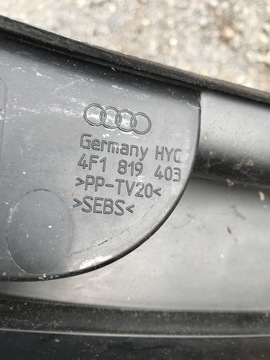 Germany HYC
4F1 819 403
>PP-TV20<
>SEBS<